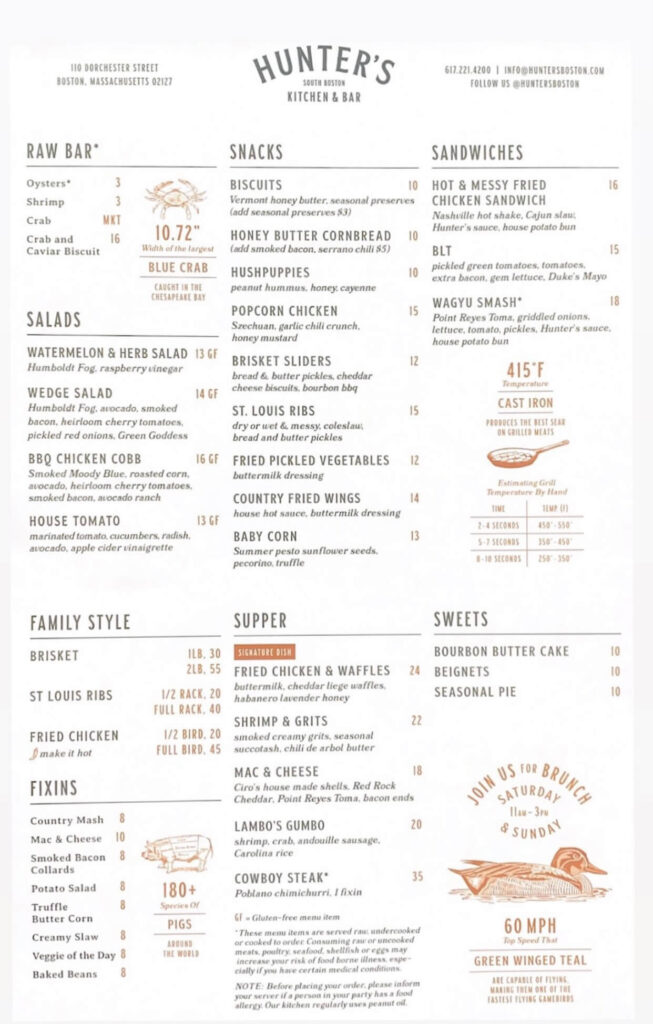 110 DORCHESTER STREET
BOSTON, MASSACHUSETTS 02127
HUNTER'S
SOUTH BOSTON
KITCHEN & BAR
617.221.4200 | INFO@HUNTERSBOSTON.COM
FOLLOW US @HUNTERSBOSTON
RAW BAR*
Oysters* 3
Shrimp 3
Crab MKT
Crab and 16
Caviar Biscuit
10.72"
Width of the largest
BLUE CRAB
CAUGHT IN THE
CHESAPEAKE BAY
SALADS
WATERMELON & HERB SALAD 13 GF
Humboldt Fog, raspberry vinegar
WEDGE SALAD 14 GF
Humboldt Fog, avocado, smoked
bacon, heirloom cherry tomatoes,
pickled red onions, Green Goddess
BBQ CHICKEN COBB 16 GF
Smoked Moody Blue, roasted corn,
avocado, heirloom cherry tomatoes,
smoked bacon, avocado ranch
HOUSE TOMATO 13 GF
marinated tomato, cucumbers, radish,
avocado, apple cider vinaigrette
SNACKS
BISCUITS 10
Vermont honey butter, seasonal preserves
(add seasonal preserves $3)
HONEY BUTTER CORNBREAD 10
(add smoked bacon, serrano chili $5)
HUSHPUPPIES 10
peanut hummus, honey, cayenne
POPCORN CHICKEN 15
Szechuan, garlic chili crunch,
honey mustard
BRISKET SLIDERS 12
bread &, butter pickles, cheddar
cheese biscuits, bourbon bbq
ST. LOUIS RIBS 15
dry or wet &, messy, coleslaw,
bread and butter pickles
FRIED PICKLED VEGETABLES 12
buttermilk dressing
COUNTRY FRIED WINGS 14
house hot sauce, buttermilk dressing
BABY CORN 13
Summer pesto sunflower seeds,
pecorino, truffle
SANDWICHES
HOT & MESSY FRIED 16
CHICKEN SANDWICH
Nashville hot shake, Cajun slaw,
Hunter's sauce, house potato bun
BLT 15
pickled green tomatoes, tomatoes,
extra bacon, gem lettuce, Duke's Mayo
WAGYU SMASH* 18
Point Reyes Toma, griddled onions,
lettuce, tomato, pickles, Hunter's sauce,
house potato bun
415°F
Temperature
CAST IRON
PRODUCES THE BEST SEAR
ON GRILLED MEATS
Estimating Grill
Temperature By Hand
TIME TEMP (F)
2-4 SECONDS 450°-550°
5-7 SECONDS 350°-450°
8-10 SECONDS 250°-350°
FAMILY STYLE
BRISKET 1LB, 30
2LB, 55
ST LOUIS RIBS 1/2 RACK, 20
FULL RACK, 40
FRIED CHICKEN 1/2 BIRD, 20
make it hot FULL BIRD, 45
FIXINS
Country Mash 8
Mac & Cheese 10
Smoked Bacon 8
Collards
Potato Salad 8
Truffle 8
Butter Corn
Creamy Slaw 8
Veggie of the Day 8
Baked Beans 8
180+
Species Of
PIGS
AROUND
THE WORLD
SUPPER
SIGNATURE DISH
FRIED CHICKEN & WAFFLES 24
buttermilk, cheddar liege waffles,
habanero lavender honey
SHRIMP & GRITS 22
smoked creamy grits, seasonal
succotash, chili de arbol butter
MAC & CHEESE 18
Ciro's house made shells, Red Rock
Cheddar, Point Reyes Toma, bacon ends
LAMBO'S GUMBO 20
shrimp, crab, andouille sausage,
Carolina rice
COWBOY STEAK* 35
Poblano chimichurri, 1 fixin
GF = Gluten-free menu item
*These menu items are served raw, undercooked
or cooked to order. Consuming raw or uncooked
meats, poultry, seafood, shellfish or eggs may
increase your risk of food borne illness, espe-
cially if you have certain medical conditions.
NOTE: Before placing your order, please inform
your server if a person in your party has a food
allergy. Our kitchen regularly uses peanut oil.
SWEETS
BOURBON BUTTER CAKE 10
BEIGNETS 10
SEASONAL PIE 10
JOIN US FOR BRUNCH
SATURDAY
11AM-3PM
& SUNDAY
60 MPH
Top Speed That
GREEN WINGED TEAL
ARE CAPABLE OF FLYING,
MAKING THEM ONE OF THE
FASTEST FLYING GAMEBIRDS